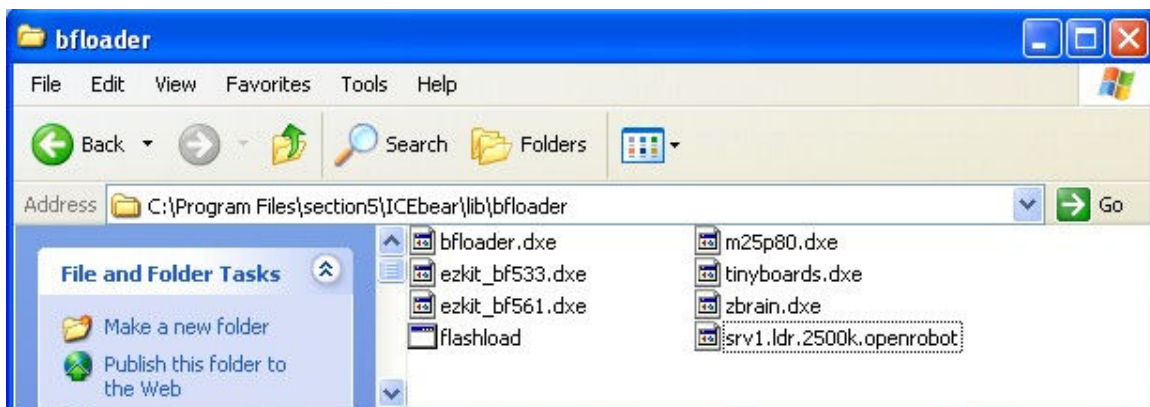 bfloader
File Edit View Favorites Tools Help
Back Search Folders
Address C:\Program Files\section5\ICEbear\lib\bfloader Go
File and Folder Tasks
Make a new folder
Publish this folder to
the Web
bfloader.dxe
ezkit_bf533.dxe
ezkit_bf561.dxe
flashload
m25p80.dxe
tinyboards.dxe
zbrain.dxe
srv1.ldr.2500k.openrobot